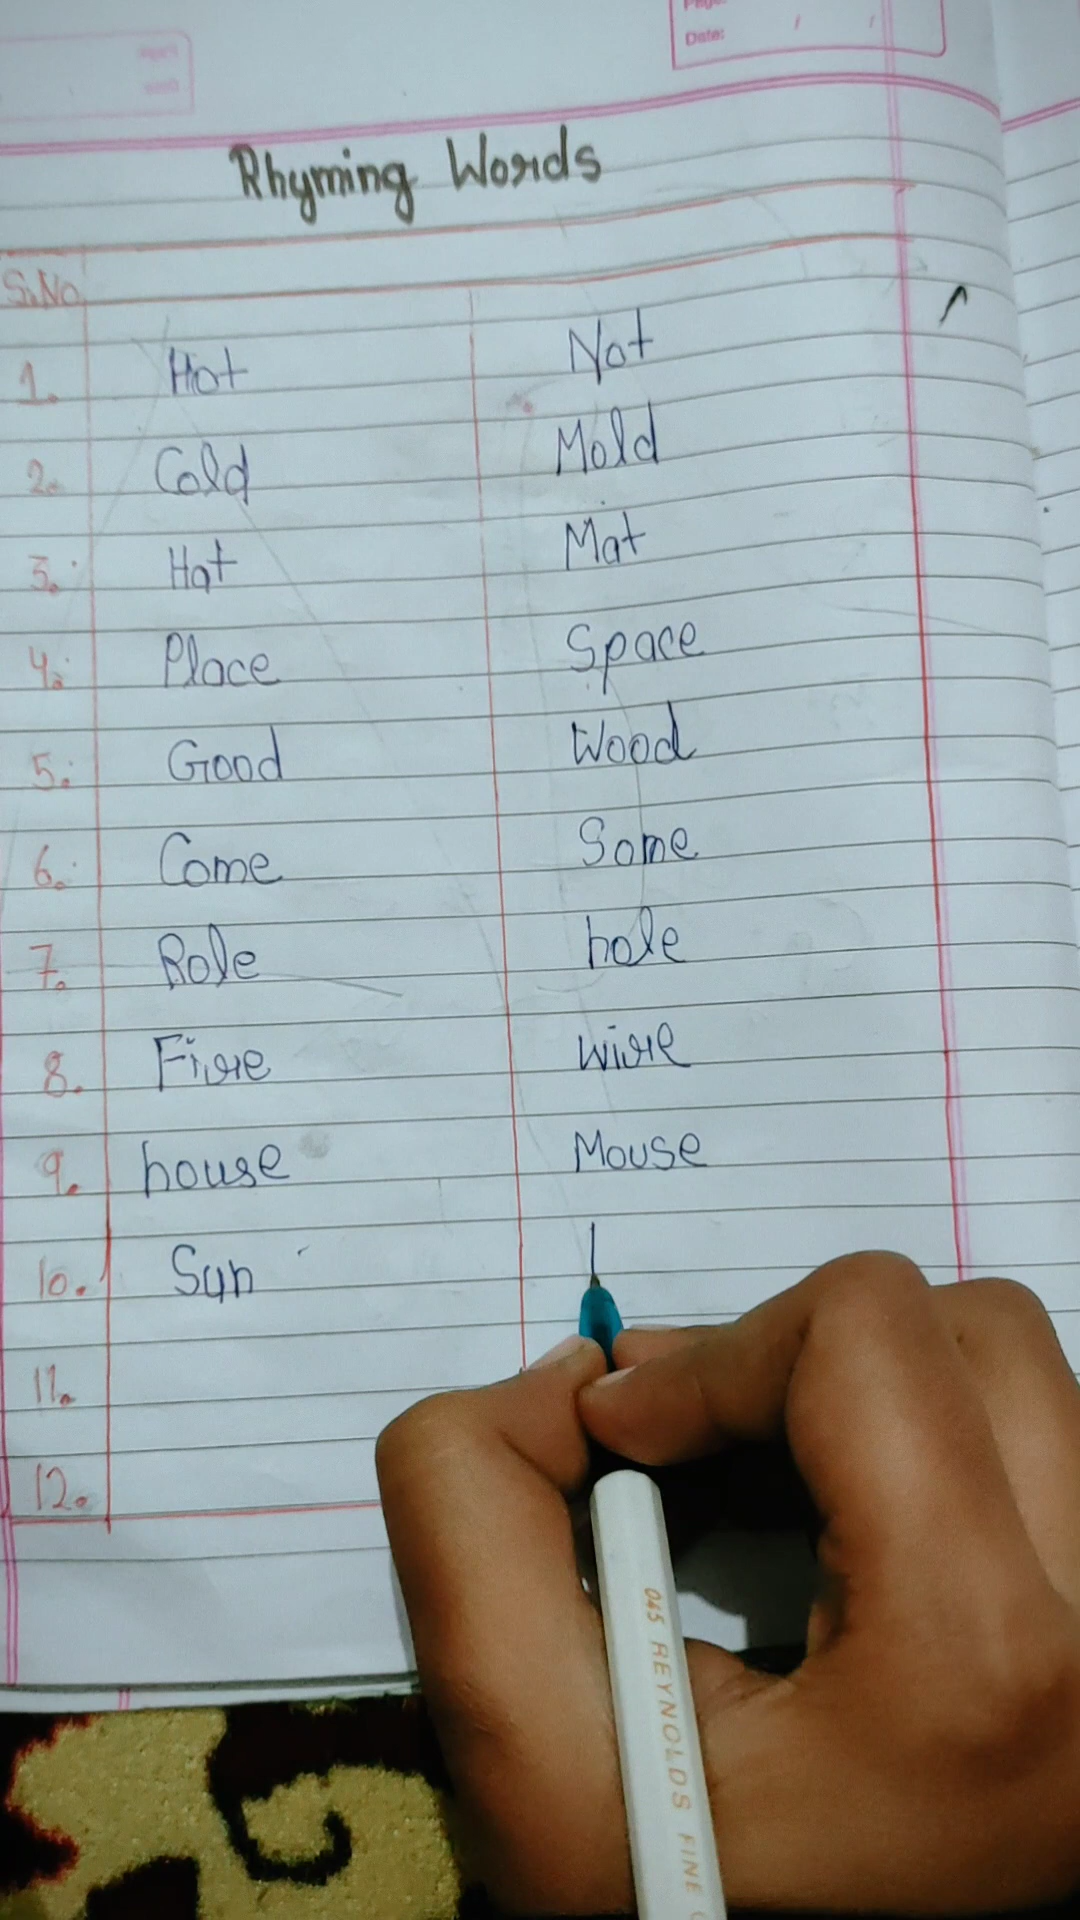 Page:
Date: / /
Rhyming Words
S.No.
1. Hot Not
2. Cold Mold
3. Hat Mat
4. Place Space
5. Good Wood
6. Come Some
7. Role hole
8. Fire wire
9. house Mouse
10. Sun
11.
12.
045 REYNOLDS FINE